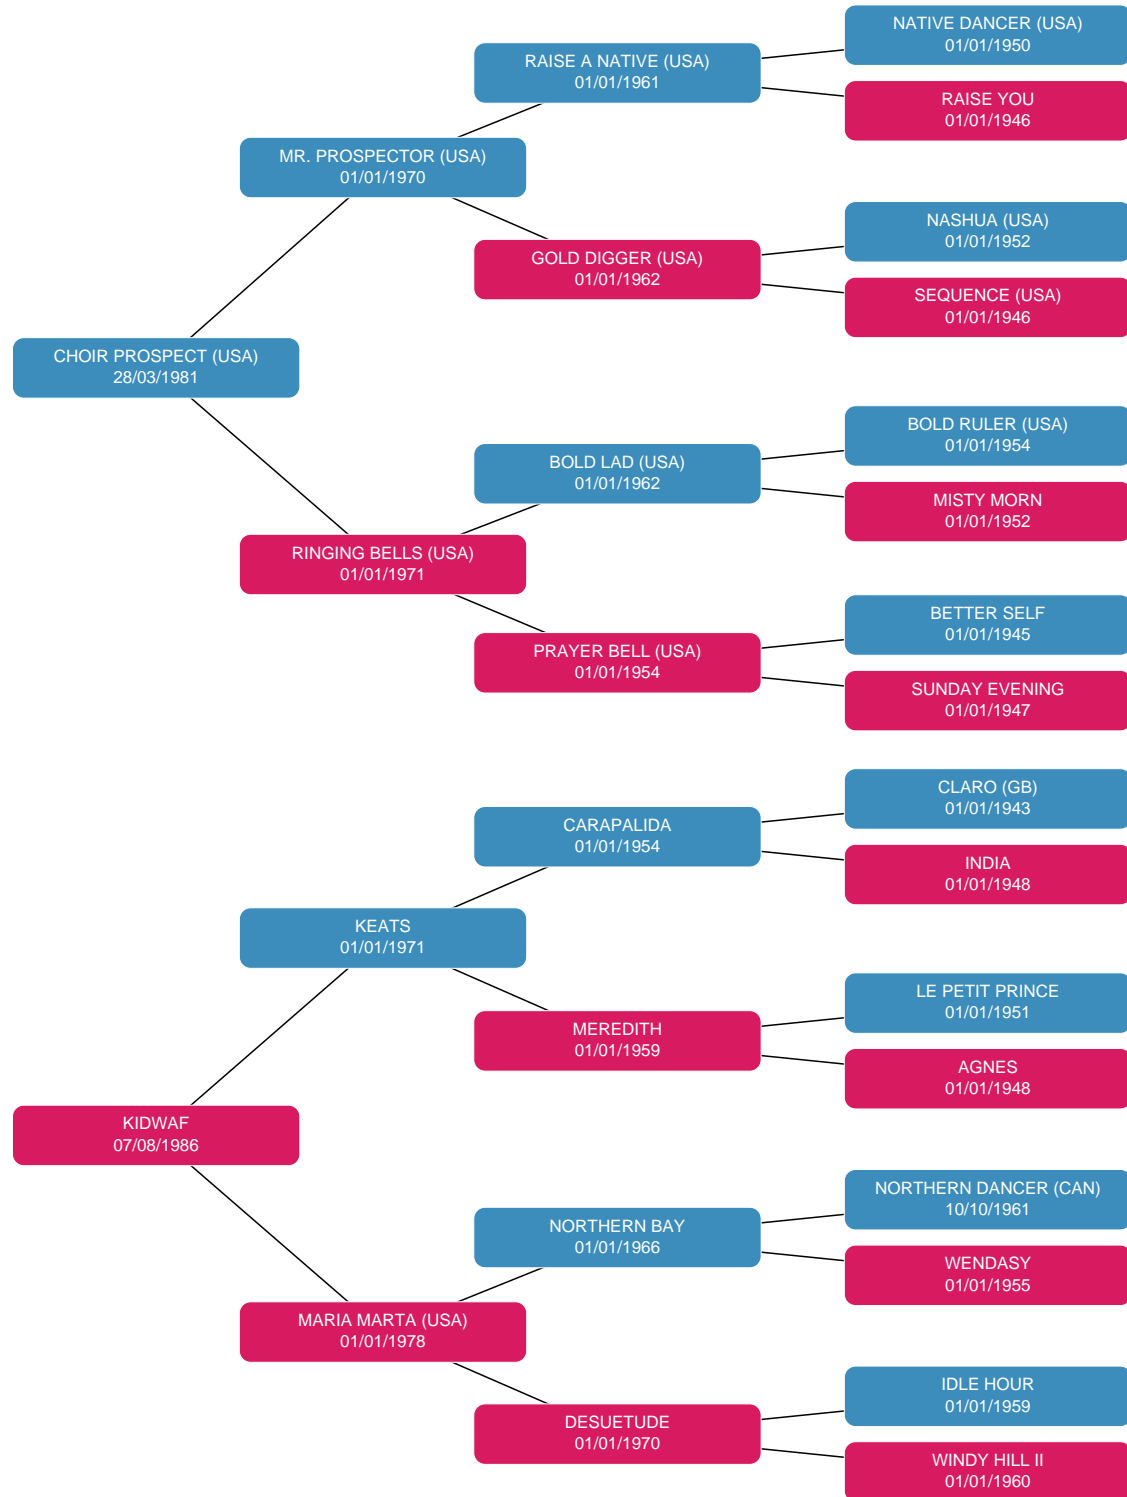 NATIVE DANCER (USA)
01/01/1950
RAISE A NATIVE (USA)
01/01/1961
RAISE YOU
01/01/1946
MR. PROSPECTOR (USA)
01/01/1970
NASHUA (USA)
01/01/1952
GOLD DIGGER (USA)
01/01/1962
SEQUENCE (USA)
01/01/1946
CHOIR PROSPECT (USA)
28/03/1981
BOLD RULER (USA)
01/01/1954
BOLD LAD (USA)
01/01/1962
MISTY MORN
01/01/1952
RINGING BELLS (USA)
01/01/1971
BETTER SELF
01/01/1945
PRAYER BELL (USA)
01/01/1954
SUNDAY EVENING
01/01/1947
CLARO (GB)
01/01/1943
CARAPALIDA
01/01/1954
INDIA
01/01/1948
KEATS
01/01/1971
LE PETIT PRINCE
01/01/1951
MEREDITH
01/01/1959
AGNES
01/01/1948
KIDWAF
07/08/1986
NORTHERN DANCER (CAN)
10/10/1961
NORTHERN BAY
01/01/1966
WENDASY
01/01/1955
MARIA MARTA (USA)
01/01/1978
IDLE HOUR
01/01/1959
DESUETUDE
01/01/1970
WINDY HILL II
01/01/1960